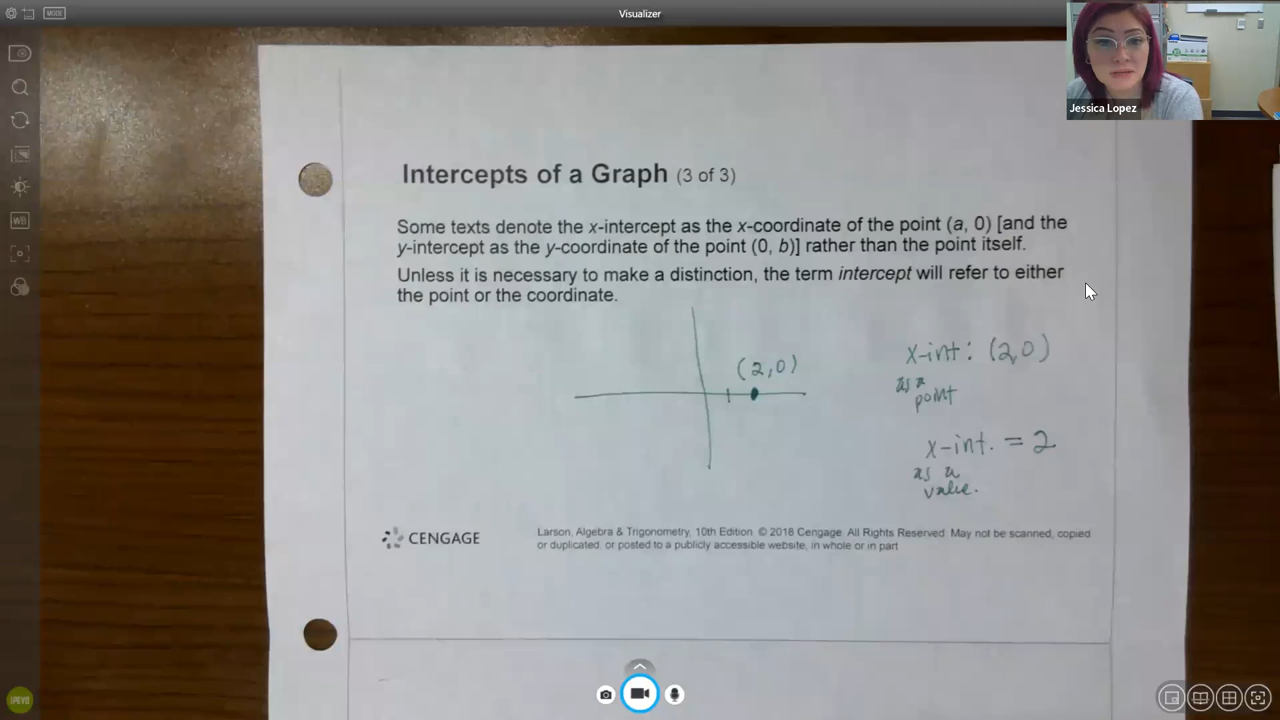 MODE
Visualizer
Jessica Lopez
WB
Intercepts of a Graph (3 of 3)
Some texts denote the x-intercept as the x-coordinate of the point (a, 0) [and the
y-intercept as the y-coordinate of the point (0, b)] rather than the point itself.
Unless it is necessary to make a distinction, the term intercept will refer to either
the point or the coordinate.
(2,0)
x-int: (2,0)
as a
point
x-int. = 2
as a
value.
CENGAGE
Larson, Algebra & Trigonometry, 10th Edition. © 2018 Cengage. All Rights Reserved. May not be scanned, copied
or duplicated, or posted to a publicly accessible website, in whole or in part
IPEVO